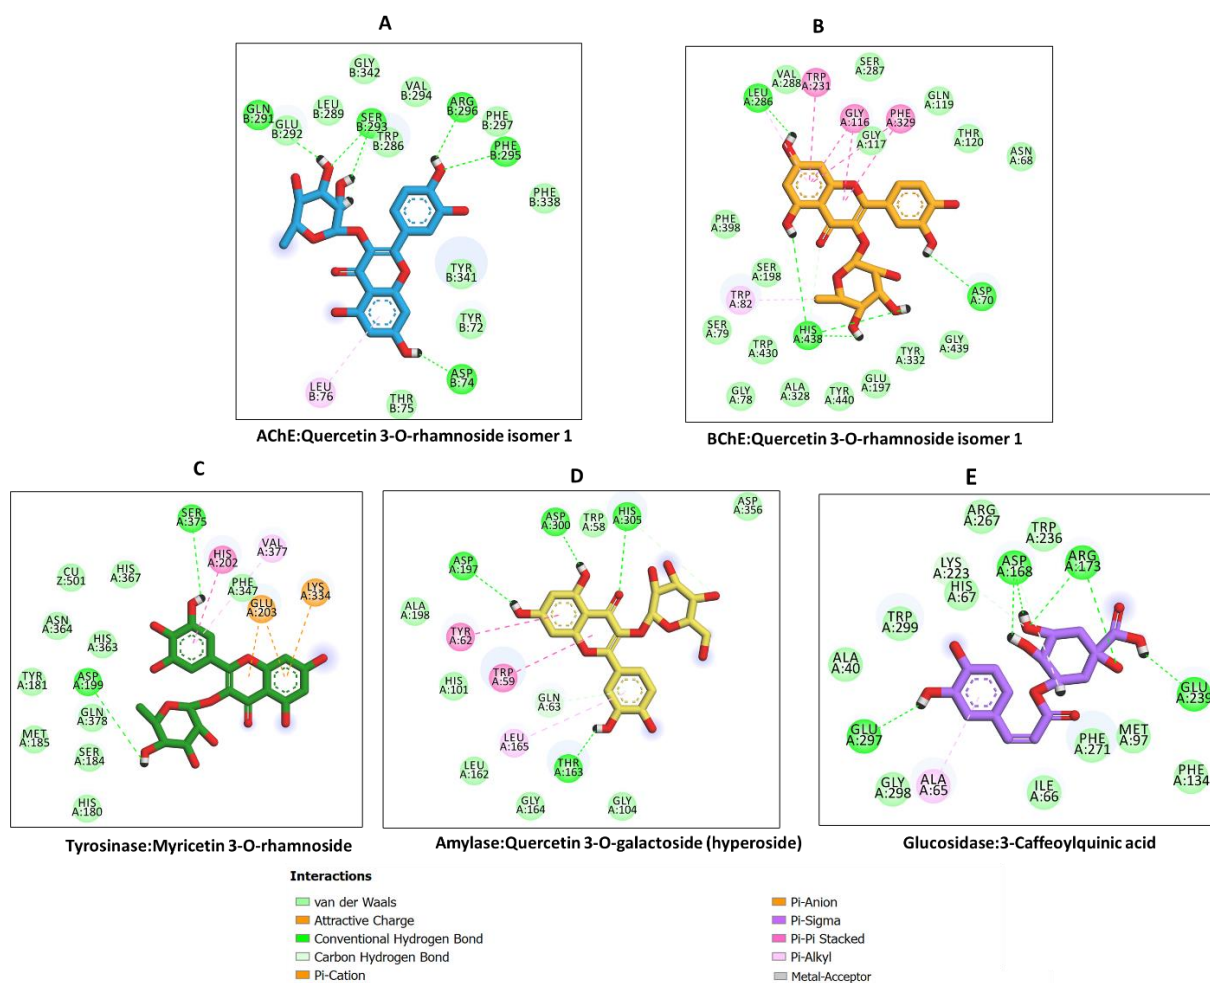 A
GLY
B:342
VAL
B:294
ARG
B:296
GLN
B:291
LEU
B:289
SER
B:293
PHE
B:297
GLU
B:292
TRP
B:286
PHE
B:295
PHE
B:338
TYR
B:341
TYR
B:72
ASP
B:74
LEU
B:76
THR
B:75
AChE:Quercetin 3-O-rhamnoside isomer 1
B
SER
A:287
VAL
A:288
TRP
A:231
LEU
A:286
GLN
A:119
GLY
A:116
PHE
A:329
GLY
A:117
THR
A:120
ASN
A:68
PHE
A:398
SER
A:198
TRP
A:82
ASP
A:70
SER
A:79
HIS
A:438
TRP
A:430
TYR
A:332
GLY
A:439
GLY
A:78
ALA
A:328
TYR
A:440
GLU
A:197
BChE:Quercetin 3-O-rhamnoside isomer 1
C
SER
A:375
HIS
A:202
VAL
A:377
CU
Z:501
HIS
A:367
PHE
A:347
LYS
A:334
GLU
A:203
ASN
A:364
HIS
A:363
TYR
A:181
ASP
A:199
GLN
A:378
MET
A:185
SER
A:184
HIS
A:180
Tyrosinase:Myricetin 3-O-rhamnoside
D
ASP
A:300
TRP
A:58
HIS
A:305
ASP
A:356
ASP
A:197
ALA
A:198
TYR
A:62
TRP
A:59
HIS
A:101
GLN
A:63
LEU
A:165
LEU
A:162
THR
A:163
GLY
A:164
GLY
A:104
Amylase:Quercetin 3-O-galactoside (hyperoside)
E
ARG
A:267
TRP
A:236
LYS
A:223
ASP
A:168
ARG
A:173
HIS
A:67
TRP
A:299
ALA
A:40
GLU
A:239
GLU
A:297
PHE
A:271
MET
A:97
GLY
A:298
ALA
A:65
ILE
A:66
PHE
A:134
Glucosidase:3-Caffeoylquinic acid
Interactions
van der Waals
Attractive Charge
Conventional Hydrogen Bond
Carbon Hydrogen Bond
Pi-Cation
Pi-Anion
Pi-Sigma
Pi-Pi Stacked
Pi-Alkyl
Metal-Acceptor